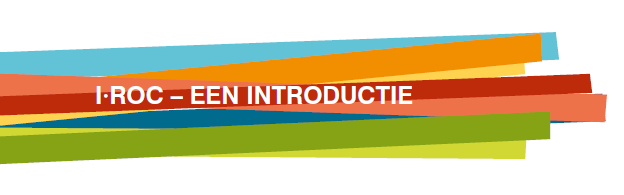 I·ROC – EEN INTRODUCTIE